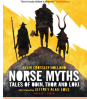 KEVIN CROSSLEY-HOLLAND
NORSE MYTHS
TALES OF ODIN, THOR AND LOKI
JEFFREY ALAN LOVE